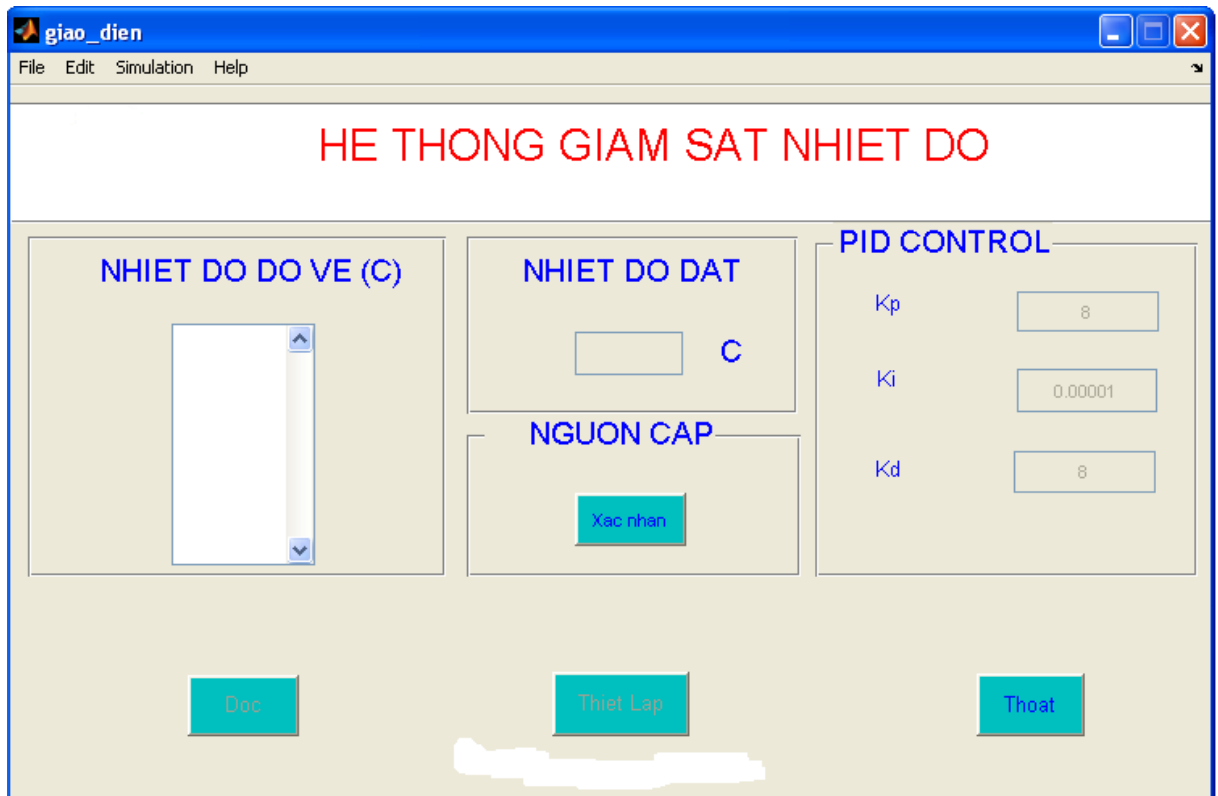 giao_dien
File Edit Simulation Help
HE THONG GIAM SAT NHIET DO
NHIET DO DO VE (C)
NHIET DO DAT
C
NGUON CAP
Xac nhan
PID CONTROL
Kp 8
Ki 0.00001
Kd 8
Doc
Thiet Lap
Thoat